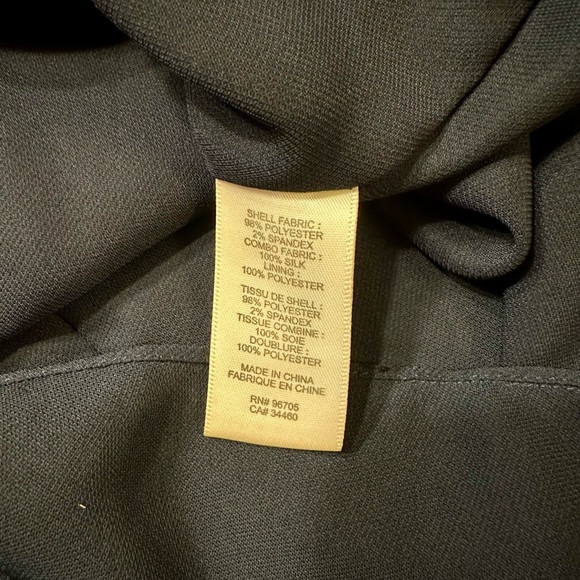 SHELL FABRIC :
98% POLYESTER
2% SPANDEX
COMBO FABRIC :
100% SILK
LINING :
100% POLYESTER
TISSU DE SHELL :
98% POLYESTER
2% SPANDEX
TISSUE COMBINE :
100% SOIE
DOUBLURE :
100% POLYESTER
MADE IN CHINA
FABRIQUE EN CHINE
RN# 96705
CA# 34460